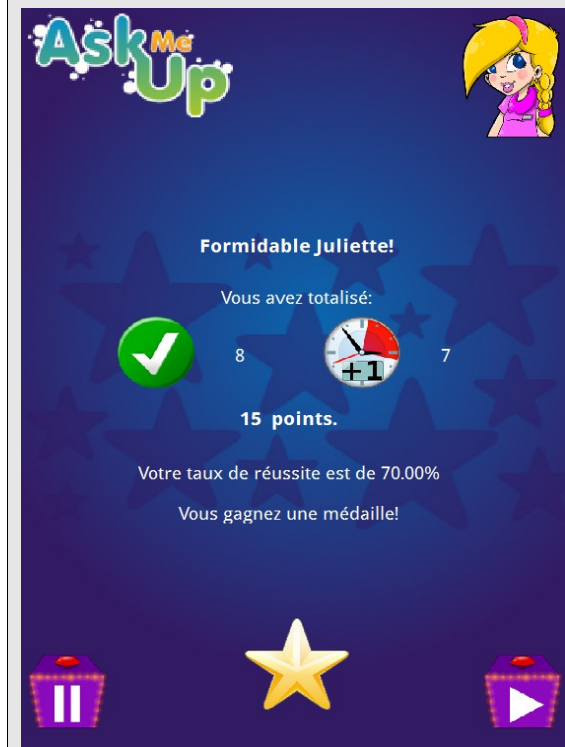 Ask Me Up
Formidable Juliette!
Vous avez totalisé:
8 +1 7
15 points.
Votre taux de réussite est de 70.00%
Vous gagnez une médaille!